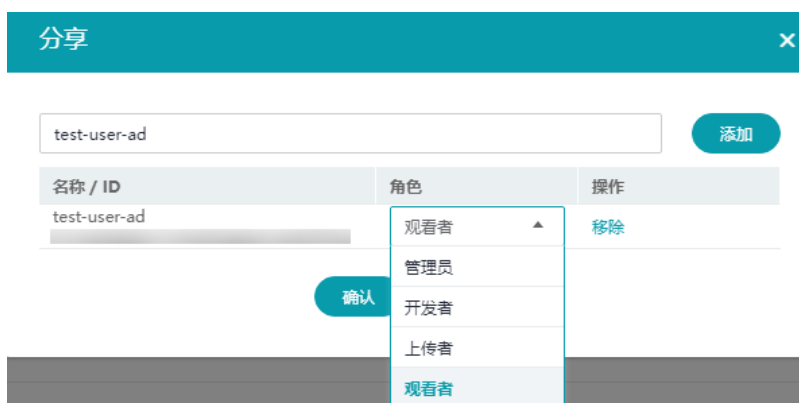 分享
test-user-ad
添加
名称 / ID 角色 操作
test-user-ad
观看者 移除
管理员
确认
开发者
上传者
观看者